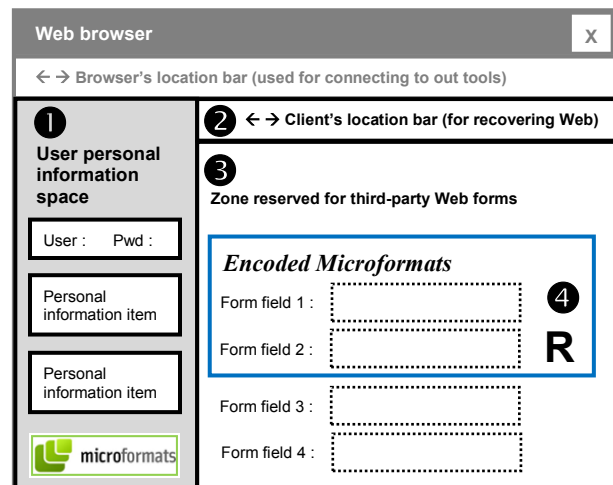 Web browser
X
← → Browser's location bar (used for connecting to out tools)
❶
User personal
information
space
User : Pwd :
Personal
information item
Personal
information item
microformats
❷ ← → Client's location bar (for recovering Web)
❸
Zone reserved for third-party Web forms
Encoded Microformats
Form field 1 :
❹
Form field 2 :
R
Form field 3 :
Form field 4 :